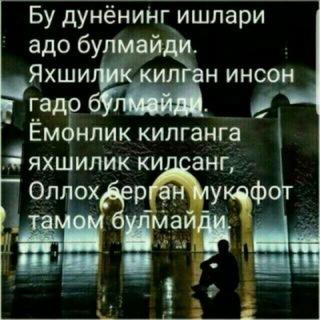 Бу дунёнинг ишлари
адо булмайди.
Яхшилик килган инсон
гадо булмайди.
Ёмонлик килганга
яхшилик килсанг,
Оллох берган мукофот
тамом булмайди.